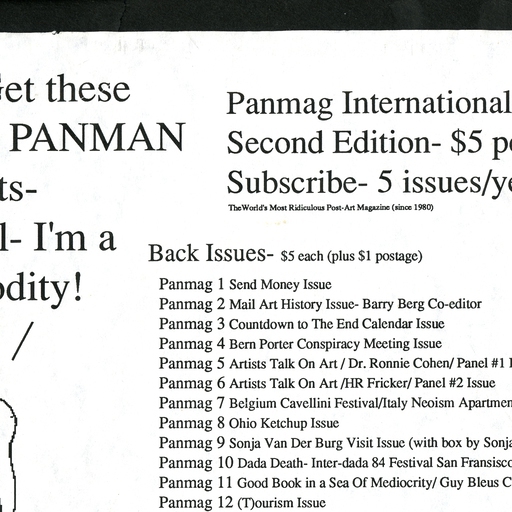 Get these
PANMAN
ts-
l- I'm a
odity!
Panmag International
Second Edition- $5 pe
Subscribe- 5 issues/ye
TheWorld's Most Ridiculous Post-Art Magazine (since 1980)
Back Issues- $5 each (plus $1 postage)
Panmag 1 Send Money Issue
Panmag 2 Mail Art History Issue- Barry Berg Co-editor
Panmag 3 Countdown to The End Calendar Issue
Panmag 4 Bern Porter Conspiracy Meeting Issue
Panmag 5 Artists Talk On Art / Dr. Ronnie Cohen/ Panel #1
Panmag 6 Artists Talk On Art /HR Fricker/ Panel #2 Issue
Panmag 7 Belgium Cavellini Festival/Italy Neoism Apartmen
Panmag 8 Ohio Ketchup Issue
Panmag 9 Sonja Van Der Burg Visit Issue (with box by Sonja
Panmag 10 Dada Death- Inter-dada 84 Festival San Fransisco
Panmag 11 Good Book in a Sea Of Mediocrity/ Guy Bleus C
Panmag 12 (T)ourism Issue